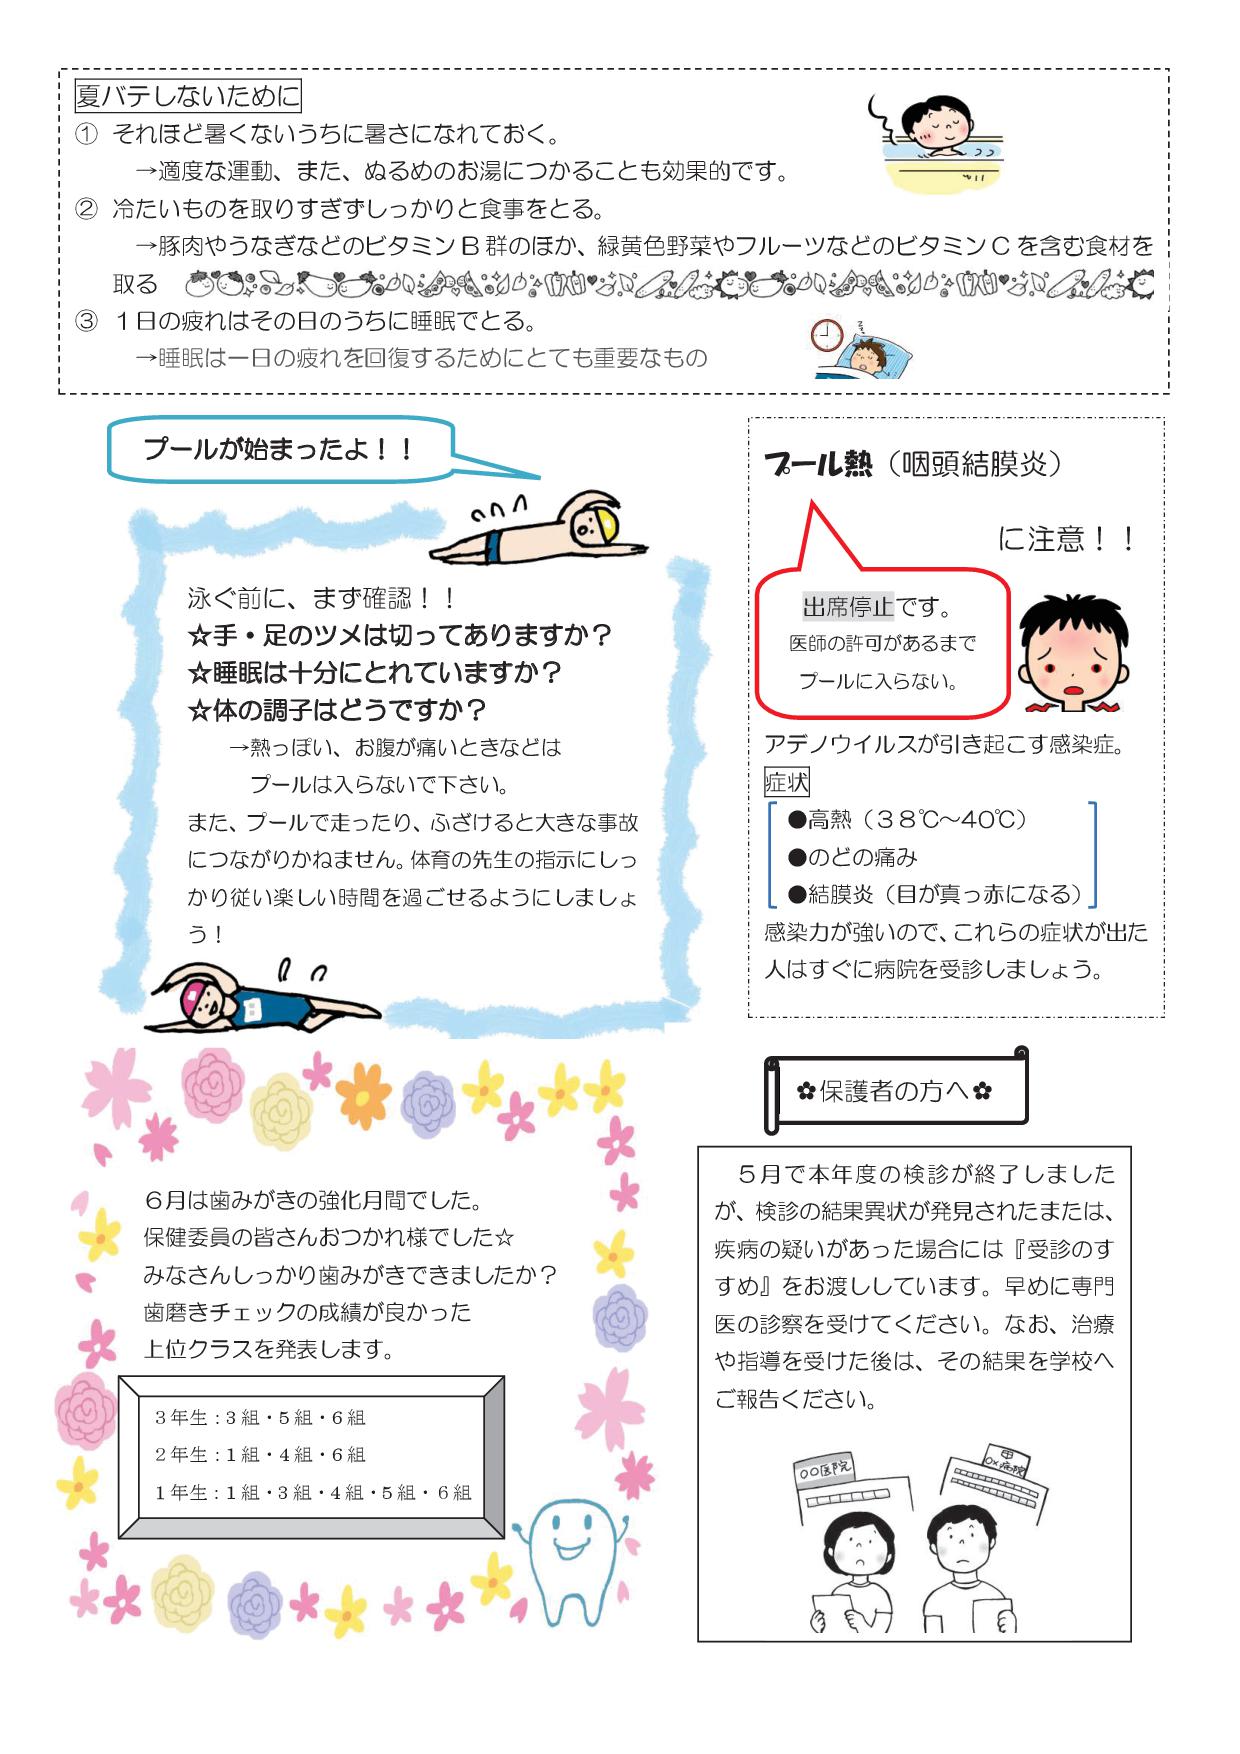 夏バテしないために
① それほど暑くないうちに暑さになれておく。
→適度な運動、また、ぬるめのお湯につかることも効果的です。
② 冷たいものを取りすぎずしっかりと食事をとる。
→豚肉やうなぎなどのビタミンＢ群のほか、緑黄色野菜やフルーツなどのビタミンＣを含む食材を
取る
③ １日の疲れはその日のうちに睡眠でとる。
→睡眠は一日の疲れを回復するためにとても重要なもの
プールが始まったよ！！
泳ぐ前に、まず確認！！
☆手・足のツメは切ってありますか？
☆睡眠は十分にとれていますか？
☆体の調子はどうですか？
→熱っぽい、お腹が痛いときなどは
プールは入らないで下さい。
また、プールで走ったり、ふざけると大きな事故
につながりかねません。体育の先生の指示にしっ
かり従い楽しい時間を過ごせるようにしましょ
う！
プール熱（咽頭結膜炎）
に注意！！
出席停止です。
医師の許可があるまで
プールに入らない。
アデノウイルスが引き起こす感染症。
症状
●高熱（３８℃～４０℃）
●のどの痛み
●結膜炎（目が真っ赤になる）
感染力が強いので、これらの症状が出た
人はすぐに病院を受診しましょう。
６月は歯みがきの強化月間でした。
保健委員の皆さんおつかれ様でした☆
みなさんしっかり歯みがきできましたか？
歯磨きチェックの成績が良かった
上位クラスを発表します。
３年生：３組・５組・６組
２年生：１組・４組・６組
１年生：１組・３組・４組・５組・６組
✿保護者の方へ✿
５月で本年度の検診が終了しました
が、検診の結果異状が発見されたまたは、
疾病の疑いがあった場合には『受診のす
すめ』をお渡ししています。早めに専門
医の診察を受けてください。なお、治療
や指導を受けた後は、その結果を学校へ
ご報告ください。
○○医院
○×病院